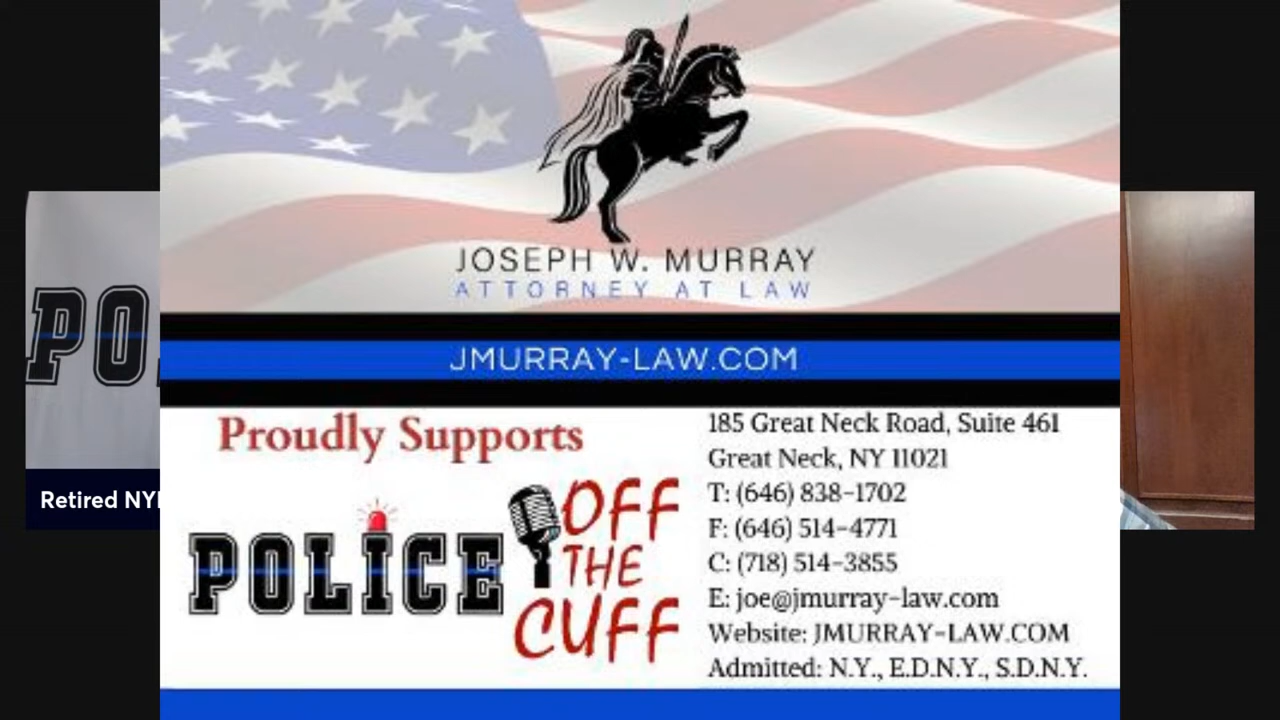 JOSEPH W. MURRAY
ATTORNEY AT LAW
JMURRAY-LAW.COM
Proudly Supports
POLICE
OFF
THE
CUFF
185 Great Neck Road, Suite 461
Great Neck, NY 11021
T: (646) 838-1702
F: (646) 514-4771
C: (718) 514-3855
E: joe@jmurray-law.com
Website: JMURRAY-LAW.COM
Admitted: N.Y., E.D.N.Y., S.D.N.Y.
PO
Retired NY